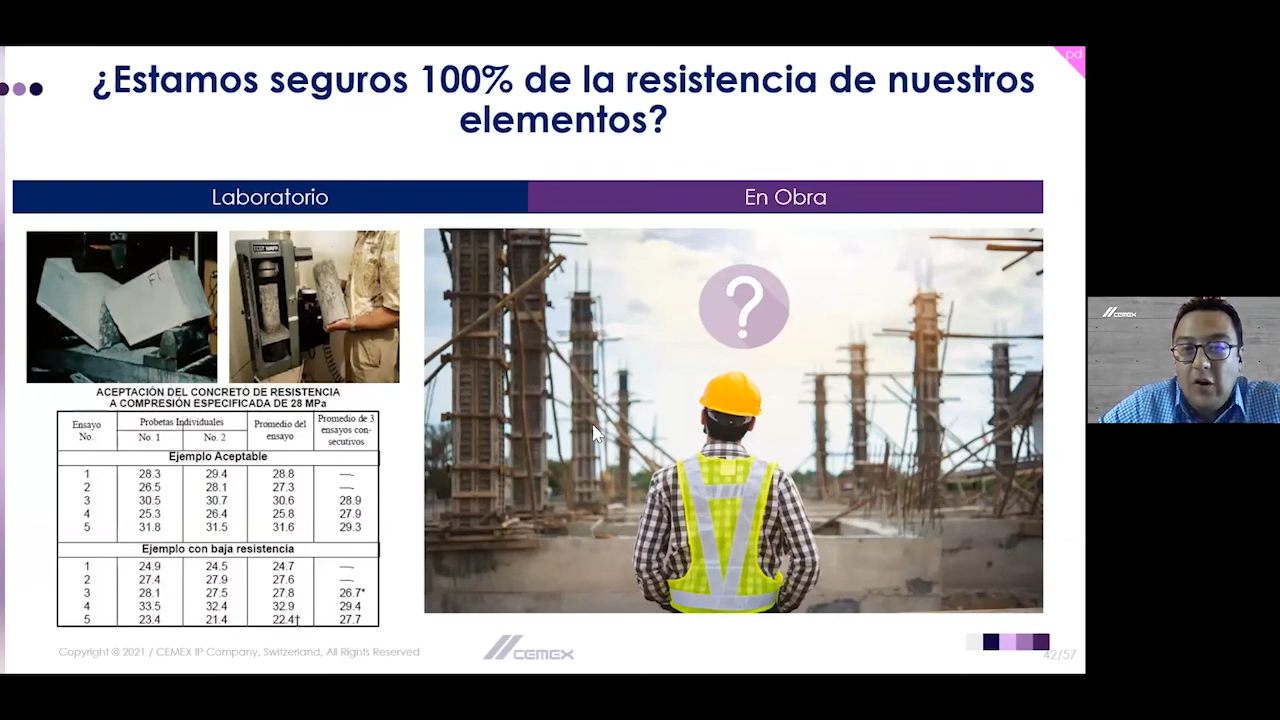 pd
¿Estamos seguros 100% de la resistencia de nuestros
elementos?
Laboratorio
En Obra
TEST MARK
F1
?
CEMEX
ACEPTACIÓN DEL CONCRETO DE RESISTENCIA
A COMPRESIÓN ESPECIFICADA DE 28 MPa
Ensayo No. Probetas Individuales Promedio del ensayo Promedio de 3 ensayos con-secutivos
No. 1 No. 2
Ejemplo Aceptable
1 28.3 29.4 28.8 —
2 26.5 28.1 27.3 —
3 30.5 30.7 30.6 28.9
4 25.3 26.4 25.8 27.9
5 31.8 31.5 31.6 29.3
Ejemplo con baja resistencia
1 24.9 24.5 24.7 —
2 27.4 27.9 27.6 —
3 28.1 27.5 27.8 26.7*
4 33.5 32.4 32.9 29.4
5 23.4 21.4 22.4† 27.7
Copyright © 2021 / CEMEX IP Company, Switzerland, All Rights Reserved
CEMEX
42/57